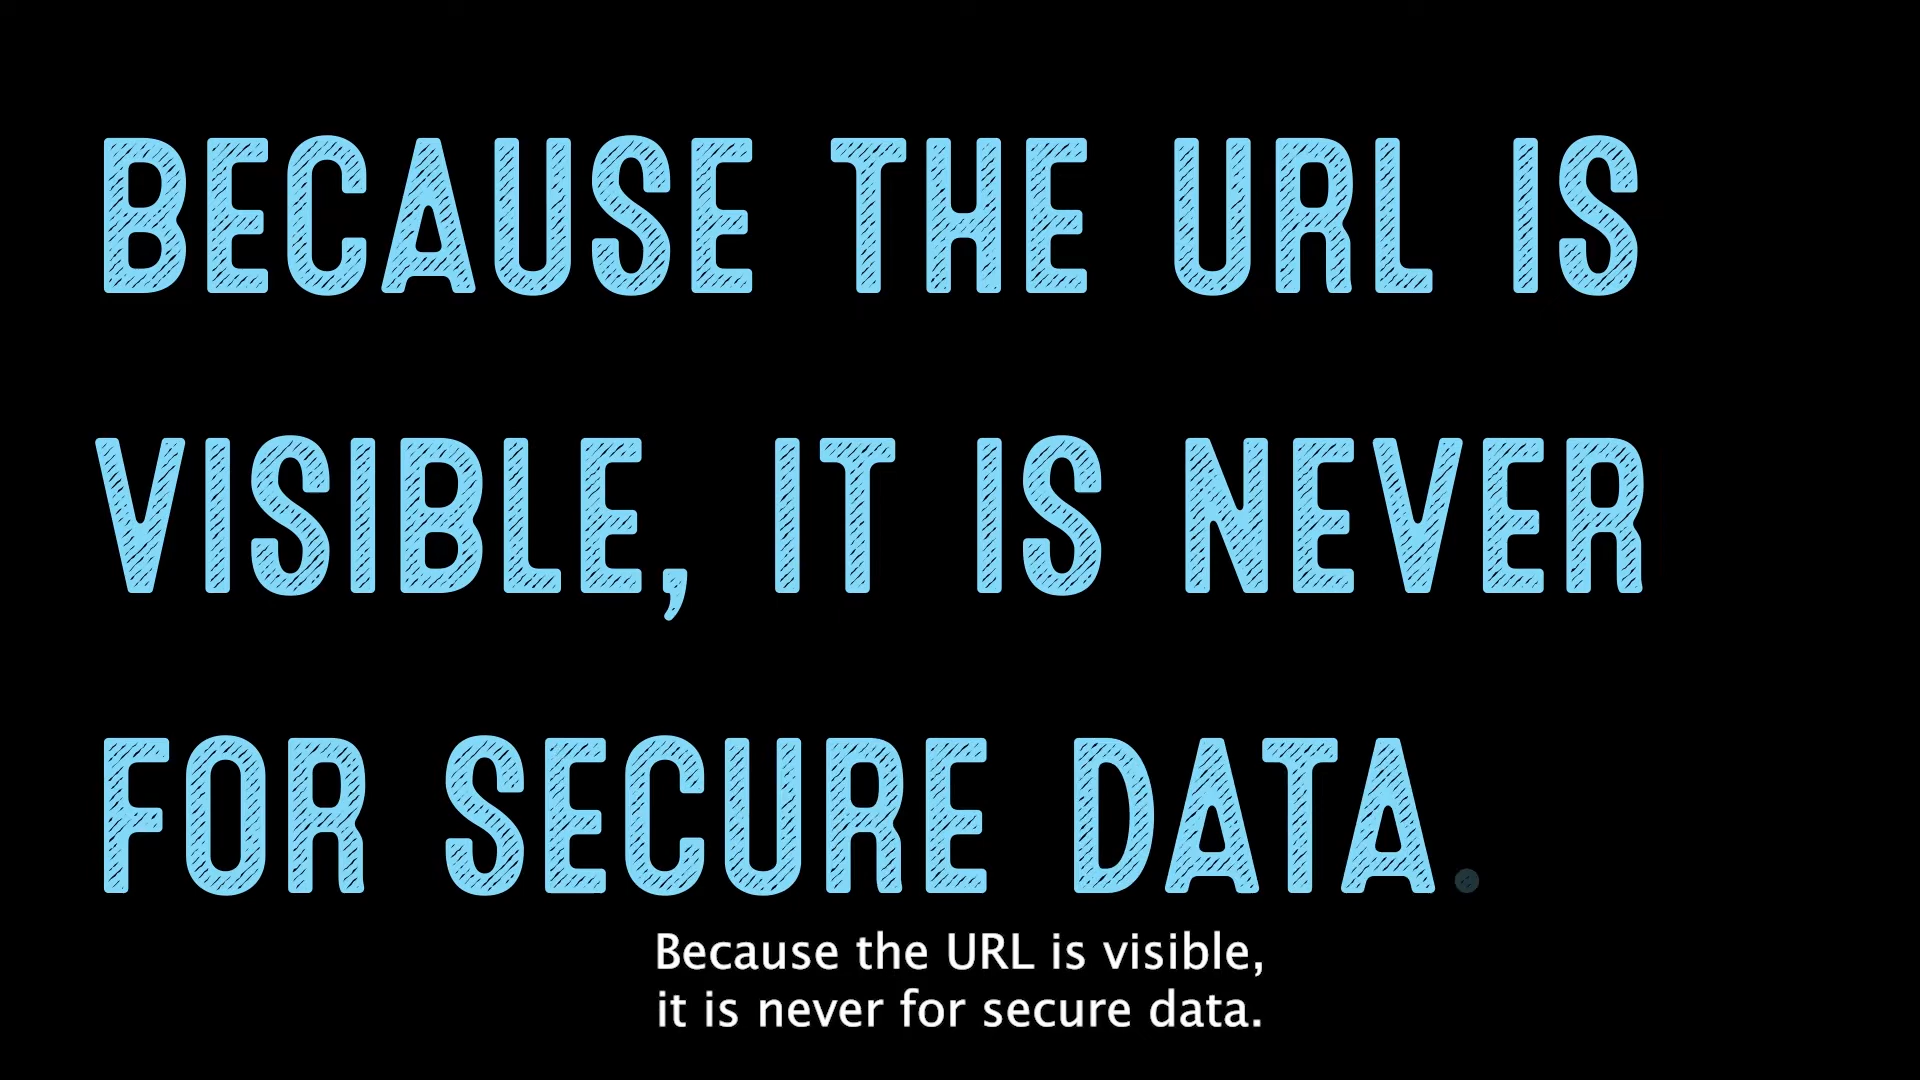 BECAUSE THE URL IS
VISIBLE, IT IS NEVER
FOR SECURE DATA.
Because the URL is visible,
it is never for secure data.